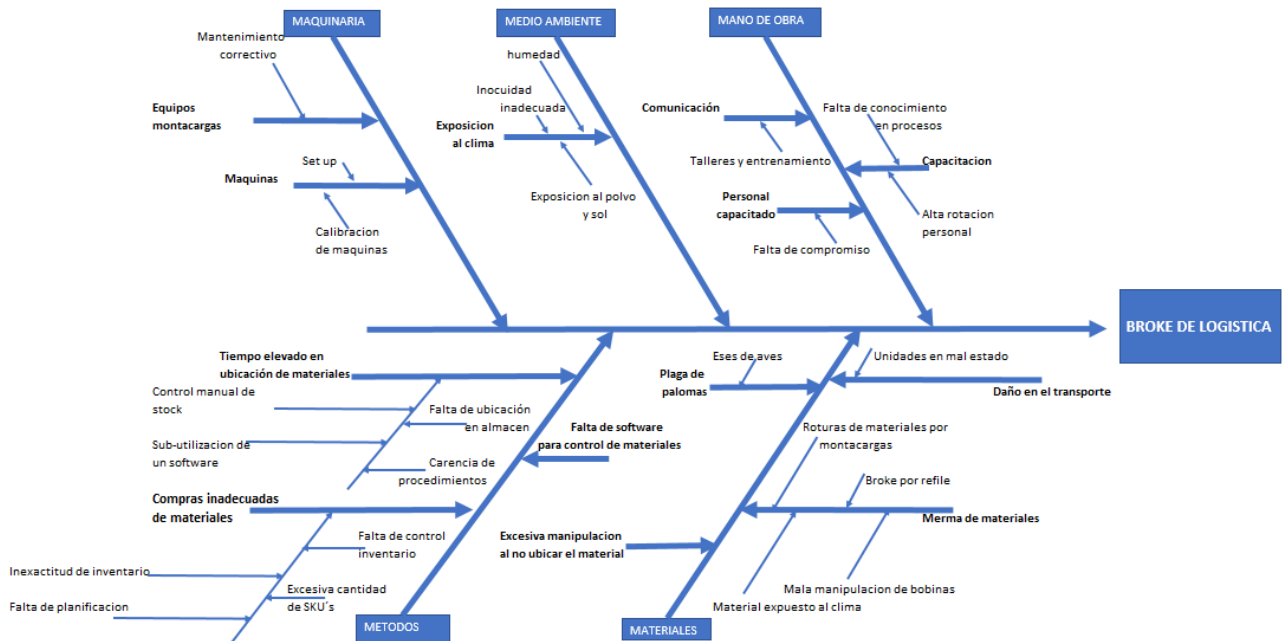 MAQUINARIA
MEDIO AMBIENTE
MANO DE OBRA
Mantenimiento
correctivo
Equipos
montacargas
Set up
Maquinas
Calibracion
de maquinas
humedad
Inocuidad
inadecuada
Exposicion
al clima
Exposicion al polvo
y sol
Comunicación
Talleres y entrenamiento
Personal
capacitado
Falta de compromiso
Falta de conocimiento
en procesos
Capacitacion
Alta rotacion
personal
BROKE DE LOGISTICA
Tiempo elevado en
ubicación de materiales
Control manual de
stock
Falta de ubicación
en almacen
Sub-utilizacion de
un software
Carencia de
procedimientos
Falta de software
para control de materiales
Compras inadecuadas
de materiales
Falta de control
inventario
Inexactitud de inventario
Excesiva cantidad
de SKU´s
Falta de planificacion
METODOS
Eses de aves
Plaga de
palomas
Unidades en mal estado
Daño en el transporte
Roturas de materiales por
montacargas
Broke por refile
Merma de materiales
Excesiva manipulacion
al no ubicar el material
Mala manipulacion de bobinas
Material expuesto al clima
MATERIALES